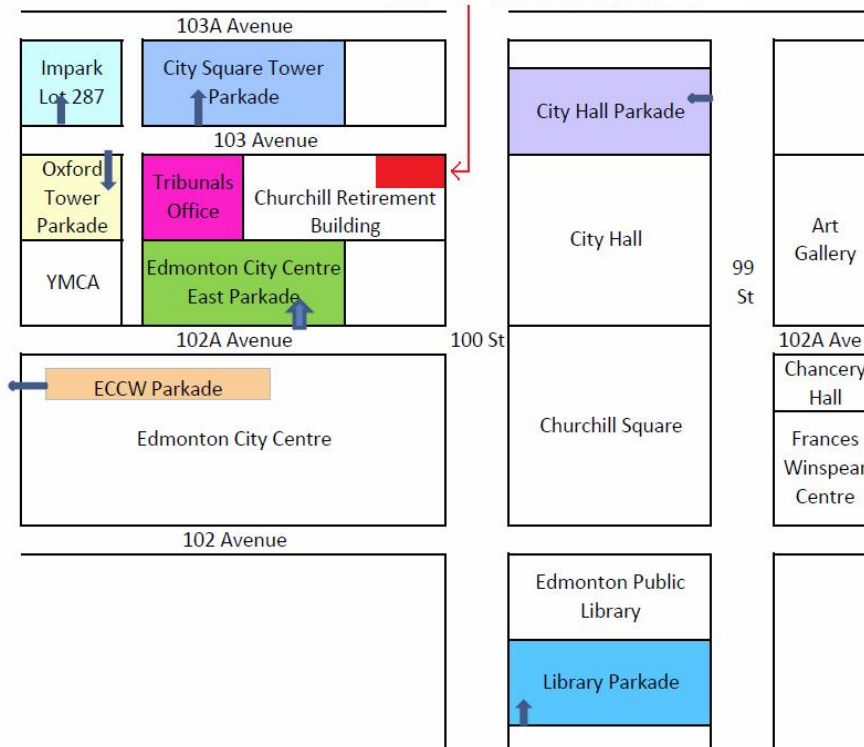 103A Avenue
Impark
Lot 287
City Square Tower
Parkade
City Hall Parkade
103 Avenue
Oxford
Tower
Parkade
Tribunals
Office
Churchill Retirement
Building
City Hall
Art
Gallery
YMCA
Edmonton City Centre
East Parkade
99
St
102A Avenue
100 St
102A Ave
ECCW Parkade
Edmonton City Centre
Churchill Square
Chancery
Hall
Frances
Winspear
Centre
102 Avenue
Edmonton Public
Library
Library Parkade